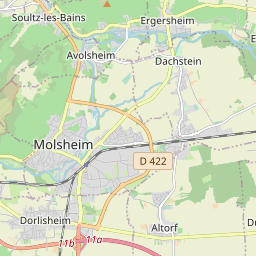 Soultz-les-Bains
Ergersheim
Avolsheim
Dachstein
Molsheim
D 422
Dorlisheim
Altorf
11b
11a